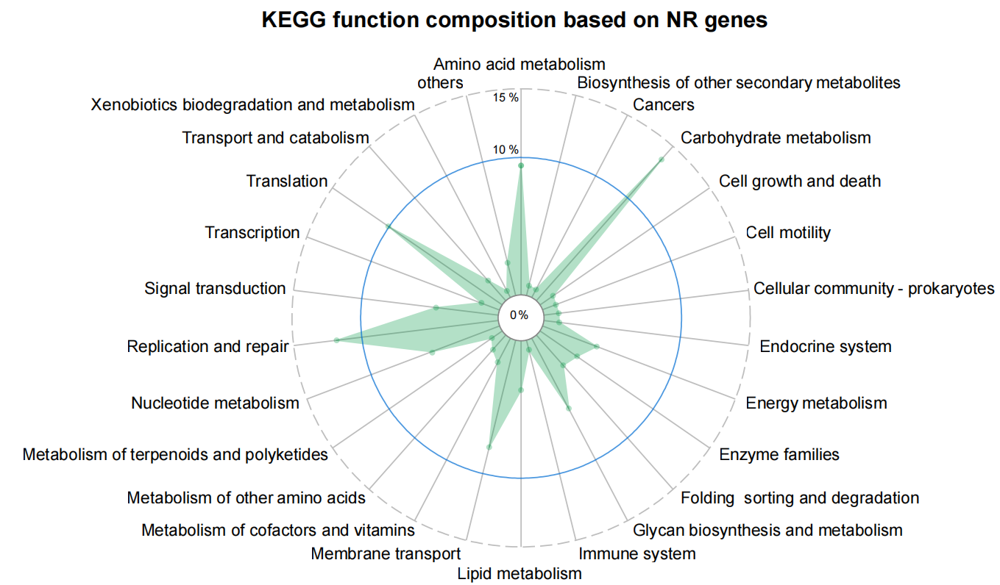 KEGG function composition based on NR genes
Amino acid metabolism
others
Biosynthesis of other secondary metabolites
15 %
Xenobiotics biodegradation and metabolism
Cancers
Transport and catabolism
Carbohydrate metabolism
10 %
Translation
Cell growth and death
Transcription
Cell motility
Signal transduction
Cellular community - prokaryotes
0 %
Replication and repair
Endocrine system
Nucleotide metabolism
Energy metabolism
Metabolism of terpenoids and polyketides
Enzyme families
Metabolism of other amino acids
Folding  sorting and degradation
Metabolism of cofactors and vitamins
Glycan biosynthesis and metabolism
Membrane transport
Immune system
Lipid metabolism